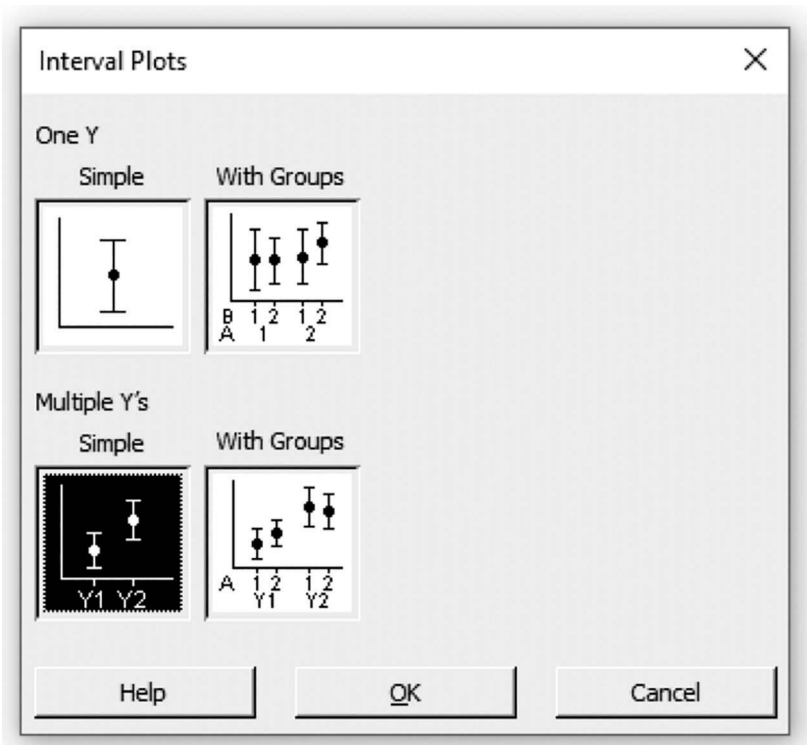 Interval Plots
One Y
Simple With Groups
B 1 2 1 2
A 1 2
Multiple Y's
Simple With Groups
Y1 Y2
A 1 2 1 2
Y1 Y2
Help OK Cancel